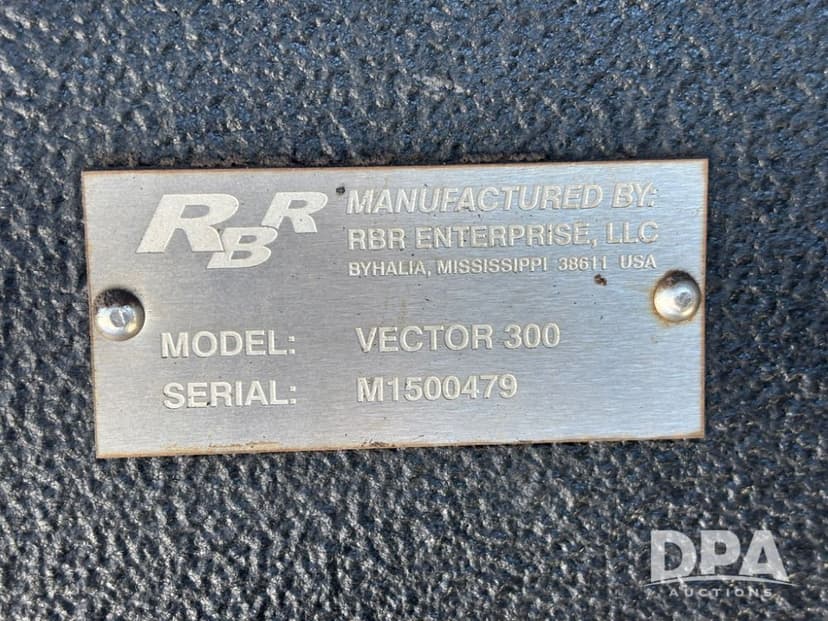 RBR
MANUFACTURED BY:
RBR ENTERPRISE, LLC
BYHALIA, MISSISSIPPI 38611 USA
MODEL: VECTOR 300
SERIAL: M1500479
DPA
AUCTIONS